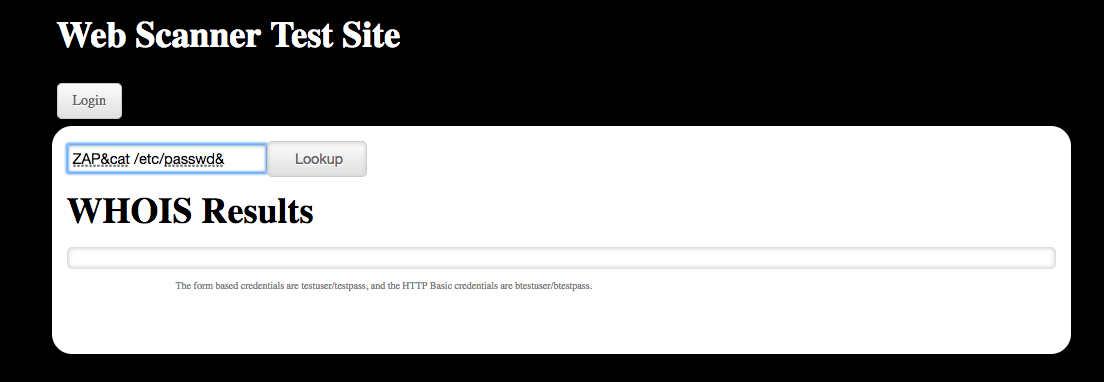 Web Scanner Test Site
Login
ZAP&cat /etc/passwd& Lookup
WHOIS Results
The form based credentials are testuser/testpass, and the HTTP Basic credentials are btestuser/btestpass.